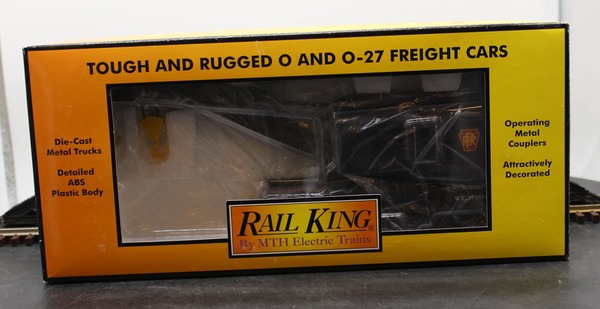 TOUGH AND RUGGED O AND O-27 FREIGHT CARS
Die-Cast
Metal Trucks
Detailed
ABS
Plastic Body
Operating
Metal
Couplers
Attractively
Decorated
RAIL KING®
By MTH Electric Trains